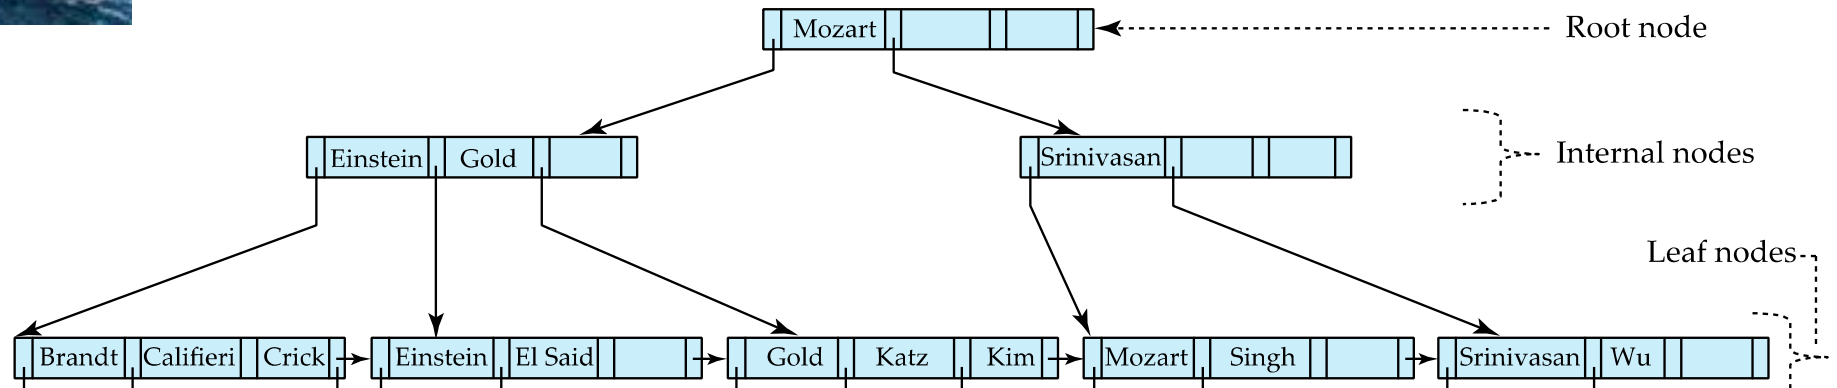 Mozart
Root node
Einstein Gold
Srinivasan
Internal nodes
Leaf nodes
Brandt Califieri Crick
Einstein El Said
Gold Katz Kim
Mozart Singh
Srinivasan Wu